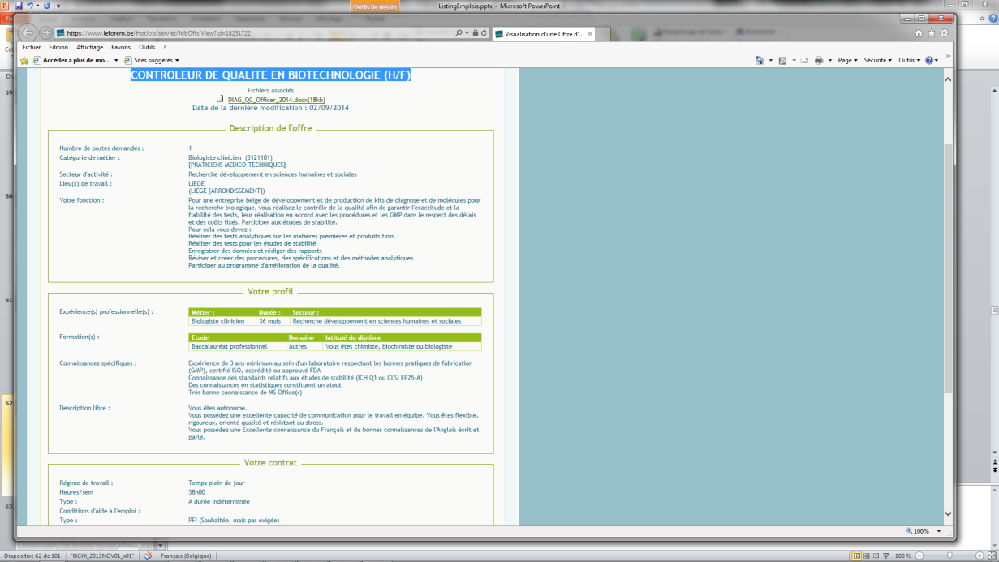 Outils de dessin
ListingEmplois.pptx - Microsoft PowerPoint
https://www.leforem.be/HotJob/servlet/JobOffs.View?id=18231722
Visualisation d'une Offre d'...
Fichier Edition Affichage Favoris Outils ?
Accéder à plus de mo... Sites suggérés
Page Sécurité Outils
CONTROLEUR DE QUALITE EN BIOTECHNOLOGIE (H/F)
Fichiers associés
DIAG_QC_Officer_2014.docx(18kb)
Date de la dernière modification : 02/09/2014
Description de l'offre
Nombre de postes demandés : 1
Catégorie de métier : Biologiste clinicien (3121101)
[PRATICIENS MEDICO-TECHNIQUES]
Secteur d'activité : Recherche développement en sciences humaines et sociales
Lieu(x) de travail : LIEGE
(LIEGE [ARRONDISSEMENT])
Votre fonction : Pour une entreprise belge de développement et de production de kits de diagnose et de molécules pour
la recherche biologique, vous réalisez le contrôle de la qualité afin de garantir l'exactitude et la
fiabilité des tests, leur réalisation en accord avec les procédures et les GMP dans le respect des délais
et des coûts fixés. Participer aux études de stabilité.
Pour cela vous devez :
Réaliser des tests analytiques sur les matières premières et produits finis
Réaliser des tests pour les études de stabilité
Enregistrer des données et rédiger des rapports
Réviser et créer des procédures, des spécifications et des méthodes analytiques
Participer au programme d'amélioration de la qualité.
Votre profil
Expérience(s) professionnelle(s) : Métier : Durée : Secteur :
Biologiste clinicien 36 mois Recherche développement en sciences humaines et sociales
Formation(s) : Etude Domaine Intitulé du diplôme
Baccalauréat professionnel autres Vous êtes chimiste, biochimiste ou biologiste
Connaissances spécifiques : Expérience de 3 ans minimum au sein d'un laboratoire respectant les bonnes pratiques de fabrication
(GMP), certifié ISO, accrédité ou approuvé FDA
Connaissance des standards relatifs aux études de stabilité (ICH Q1 ou CLSI EP25-A)
Des connaissances en statistiques constituent un atout
Très bonne connaissance de MS Office(r)
Description libre : Vous êtes autonome.
Vous possédez une excellente capacité de communication pour le travail en équipe. Vous êtes flexible,
rigoureux, orienté qualité et résistant au stress.
Vous possédez une Excellente connaissance du Français et de bonnes connaissances de l'Anglais écrit et
parlé.
Votre contrat
Régime de travail : Temps plein de jour
Heures/sem 38h00
Type : A durée indéterminée
Conditions d'aide à l'emploi :
Type : PFI (Souhaitée, mais pas exigée)
100%
59
60
61
62
63
Diapositive 62 de 101 "NGYX_2013NOV01_v01" Français (Belgique) 100 %